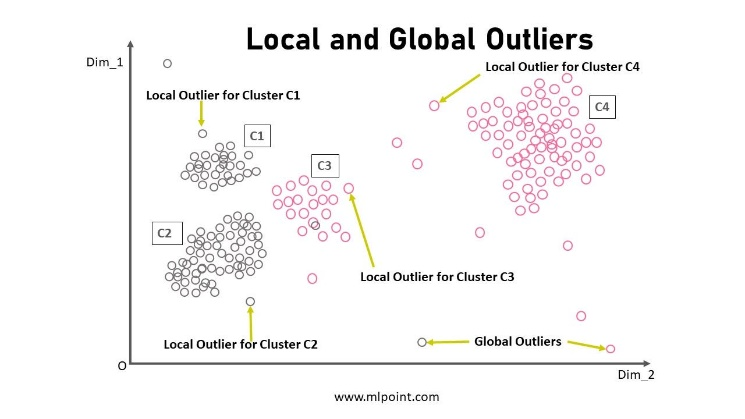 Local and Global Outliers
Dim_1
Local Outlier for Cluster C4
Local Outlier for Cluster C1
C4
C1
C3
C2
Local Outlier for Cluster C3
Local Outlier for Cluster C2
Global Outliers
O
Dim_2
www.mlpoint.com